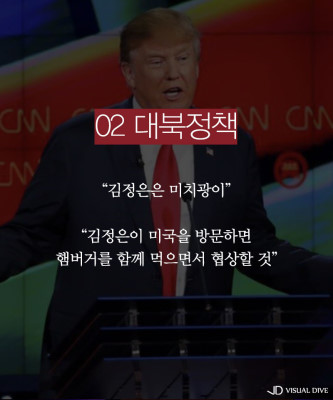 CNN
CNN
02 대북정책
“김정은은 미치광이”
“김정은이 미국을 방문하면
햄버거를 함께 먹으면서 협상할 것”
VISUAL DIVE